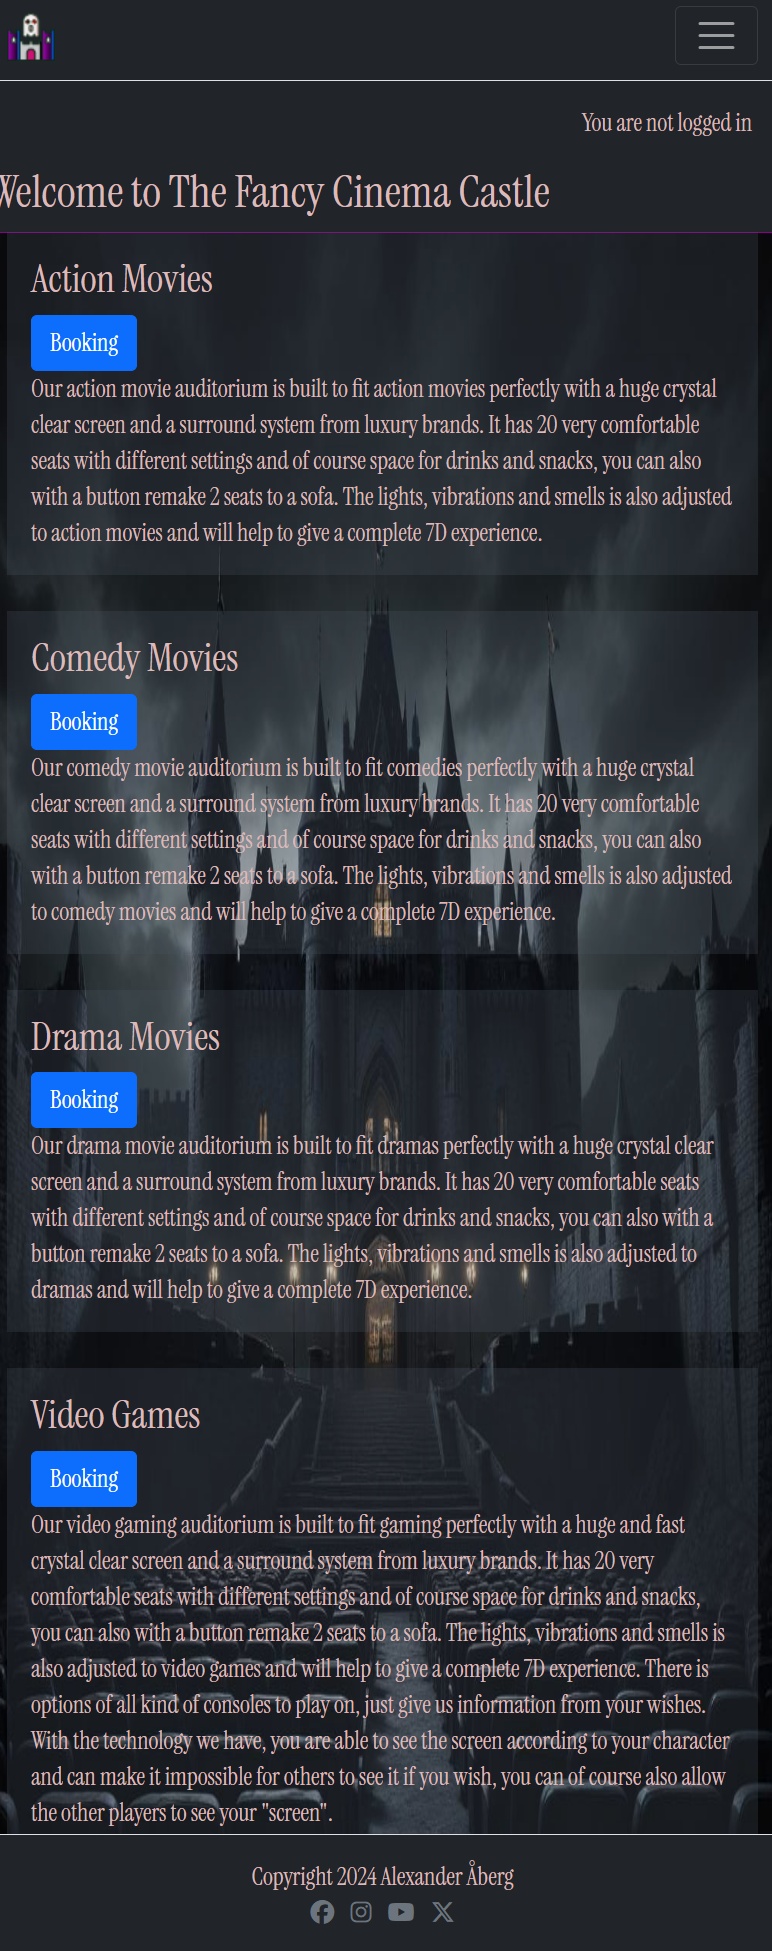 You are not logged in
Welcome to The Fancy Cinema Castle
Action Movies
Booking
Our action movie auditorium is built to fit action movies perfectly with a huge crystal
clear screen and a surround system from luxury brands. It has 20 very comfortable
seats with different settings and of course space for drinks and snacks, you can also
with a button remake 2 seats to a sofa. The lights, vibrations and smells is also adjusted
to action movies and will help to give a complete 7D experience.
Comedy Movies
Booking
Our comedy movie auditorium is built to fit comedies perfectly with a huge crystal
clear screen and a surround system from luxury brands. It has 20 very comfortable
seats with different settings and of course space for drinks and snacks, you can also
with a button remake 2 seats to a sofa. The lights, vibrations and smells is also adjusted
to comedy movies and will help to give a complete 7D experience.
Drama Movies
Booking
Our drama movie auditorium is built to fit dramas perfectly with a huge crystal clear
screen and a surround system from luxury brands. It has 20 very comfortable seats
with different settings and of course space for drinks and snacks, you can also with a
button remake 2 seats to a sofa. The lights, vibrations and smells is also adjusted to
dramas and will help to give a complete 7D experience.
Video Games
Booking
Our video gaming auditorium is built to fit gaming perfectly with a huge and fast
crystal clear screen and a surround system from luxury brands. It has 20 very
comfortable seats with different settings and of course space for drinks and snacks,
you can also with a button remake 2 seats to a sofa. The lights, vibrations and smells is
also adjusted to video games and will help to give a complete 7D experience. There is
options of all kind of consoles to play on, just give us information from your wishes.
With the technology we have, you are able to see the screen according to your character
and can make it impossible for others to see it if you wish, you can of course also allow
the other players to see your "screen".
Copyright 2024 Alexander Åberg